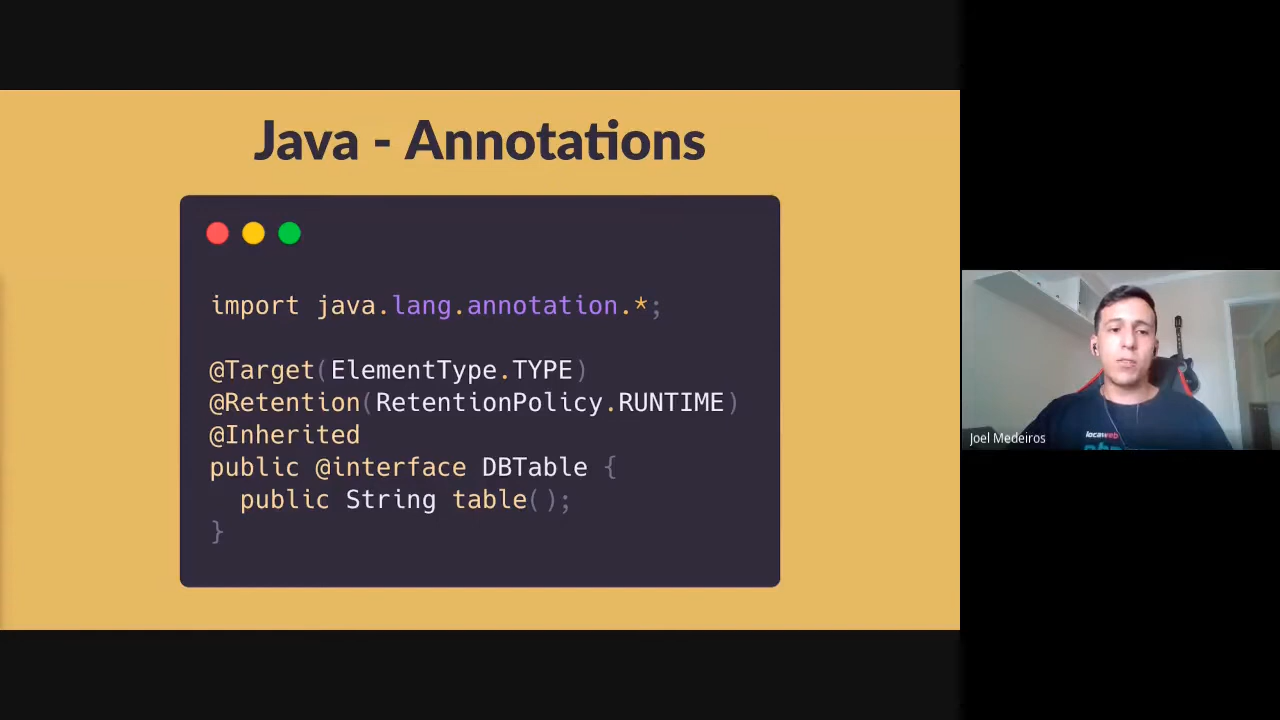 Java - Annotations
import java.lang.annotation.*;
@Target(ElementType.TYPE)
@Retention(RetentionPolicy.RUNTIME)
@Inherited
public @interface DBTable {
  public String table();
}
Joel Medeiros
locaweb